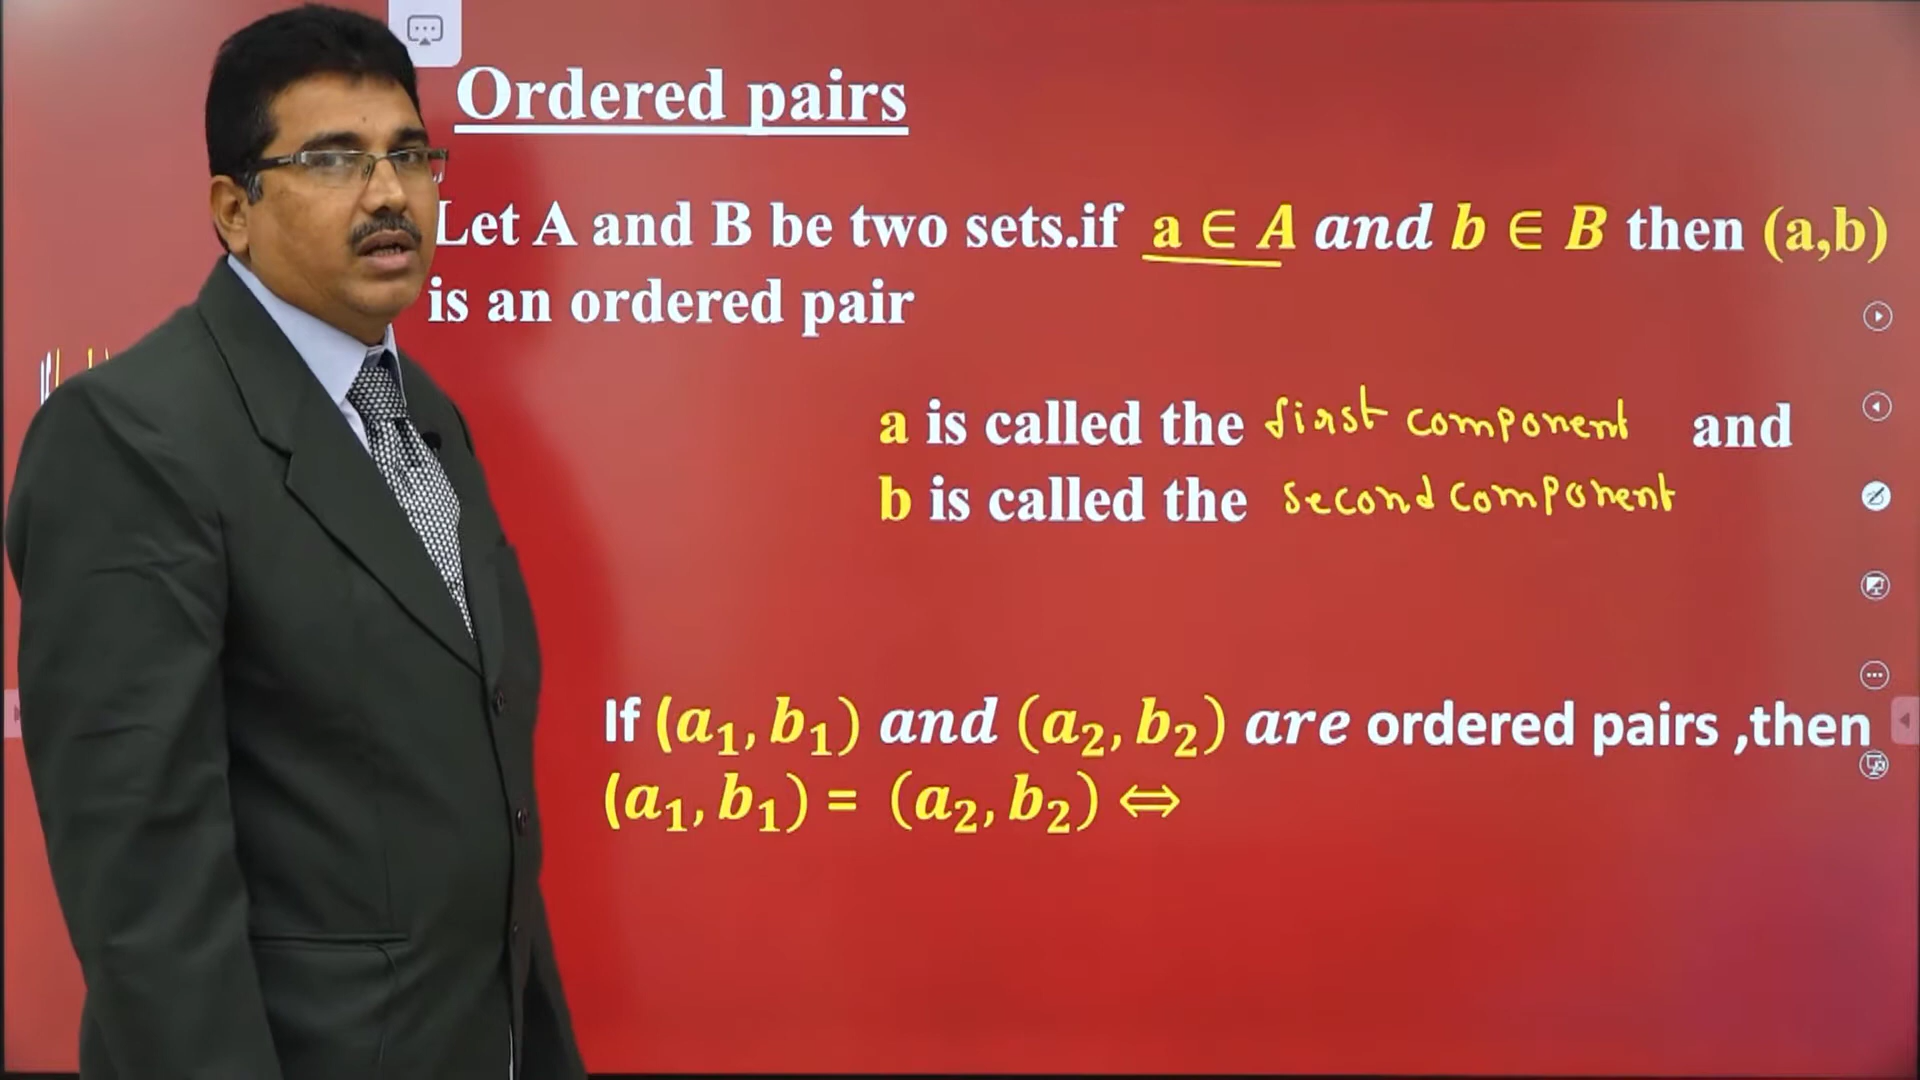 Ordered pairs
Let A and B be two sets.if a ∈ A and b ∈ B then (a,b)
is an ordered pair
a is called the first component and
b is called the second component
If (a₁, b₁) and (a₂, b₂) are ordered pairs ,then
(a₁, b₁) = (a₂, b₂) ⇔